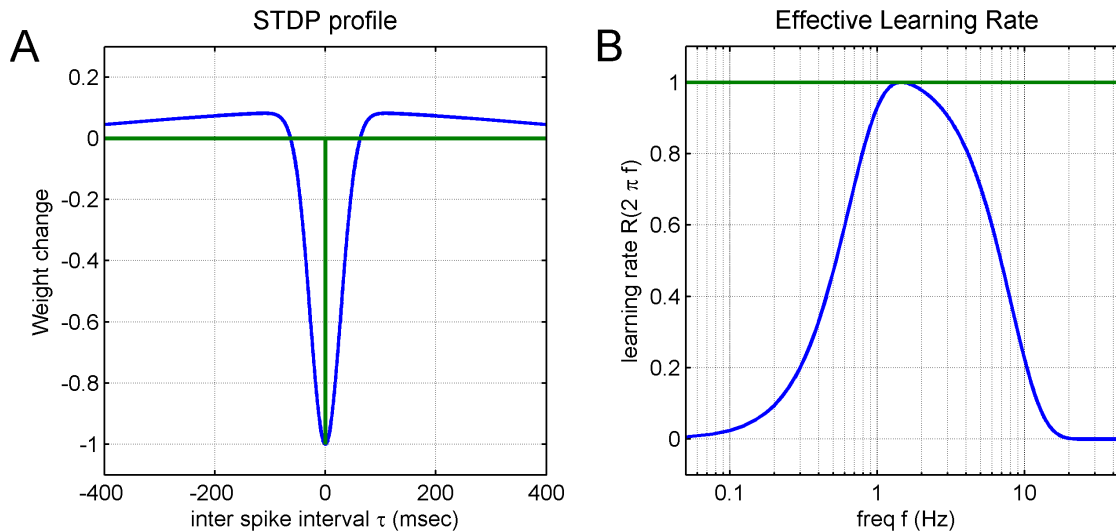 A
STDP profile
Weight change
0.2
0
-0.2
-0.4
-0.6
-0.8
-1
-400
-200
0
200
400
inter spike interval τ (msec)
B
Effective Learning Rate
learning rate R(2 π f)
1
0.8
0.6
0.4
0.2
0
0.1
1
10
freq f (Hz)